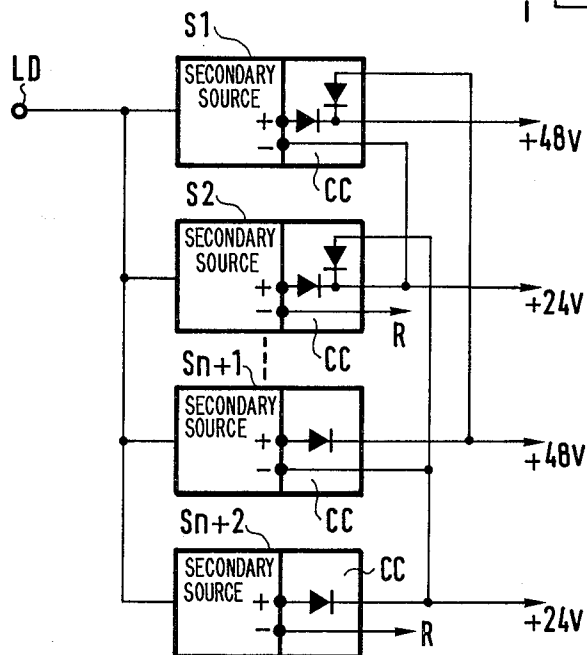 S1
LD
SECONDARY
SOURCE
+
−
CC
+48V
S2
SECONDARY
SOURCE
+
−
CC
R
+24V
Sn+1
SECONDARY
SOURCE
+
−
CC
+48V
Sn+2
SECONDARY
SOURCE
+
−
CC
R
+24V